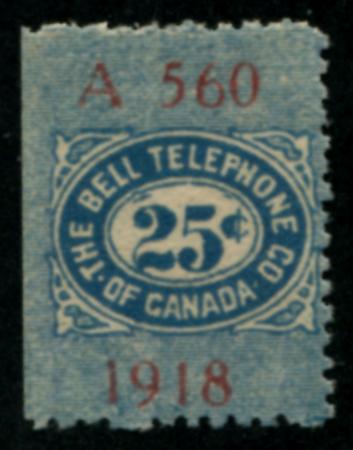 A 560
THE BELL TELEPHONE CO
25¢
· OF CANADA ·
1918